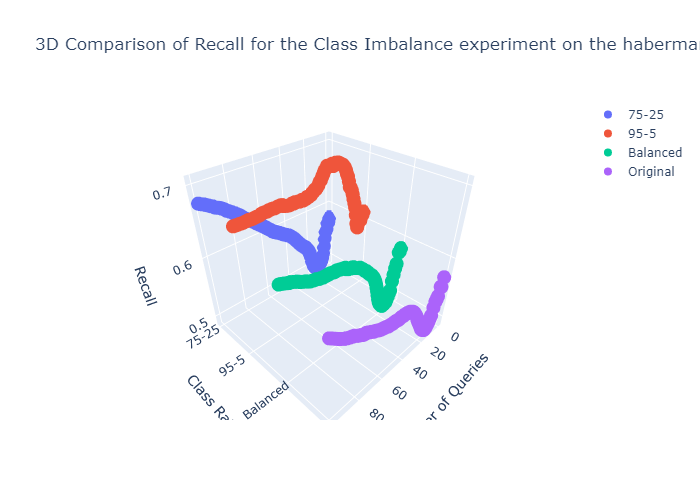 3D Comparison of Recall for the Class Imbalance experiment on the haberma
75-25
95-5
Balanced
Original
0.7
0.6
0.5
Recall
75-25
95-5
Balanced
Class Ra
0
20
40
60
80
er of Queries